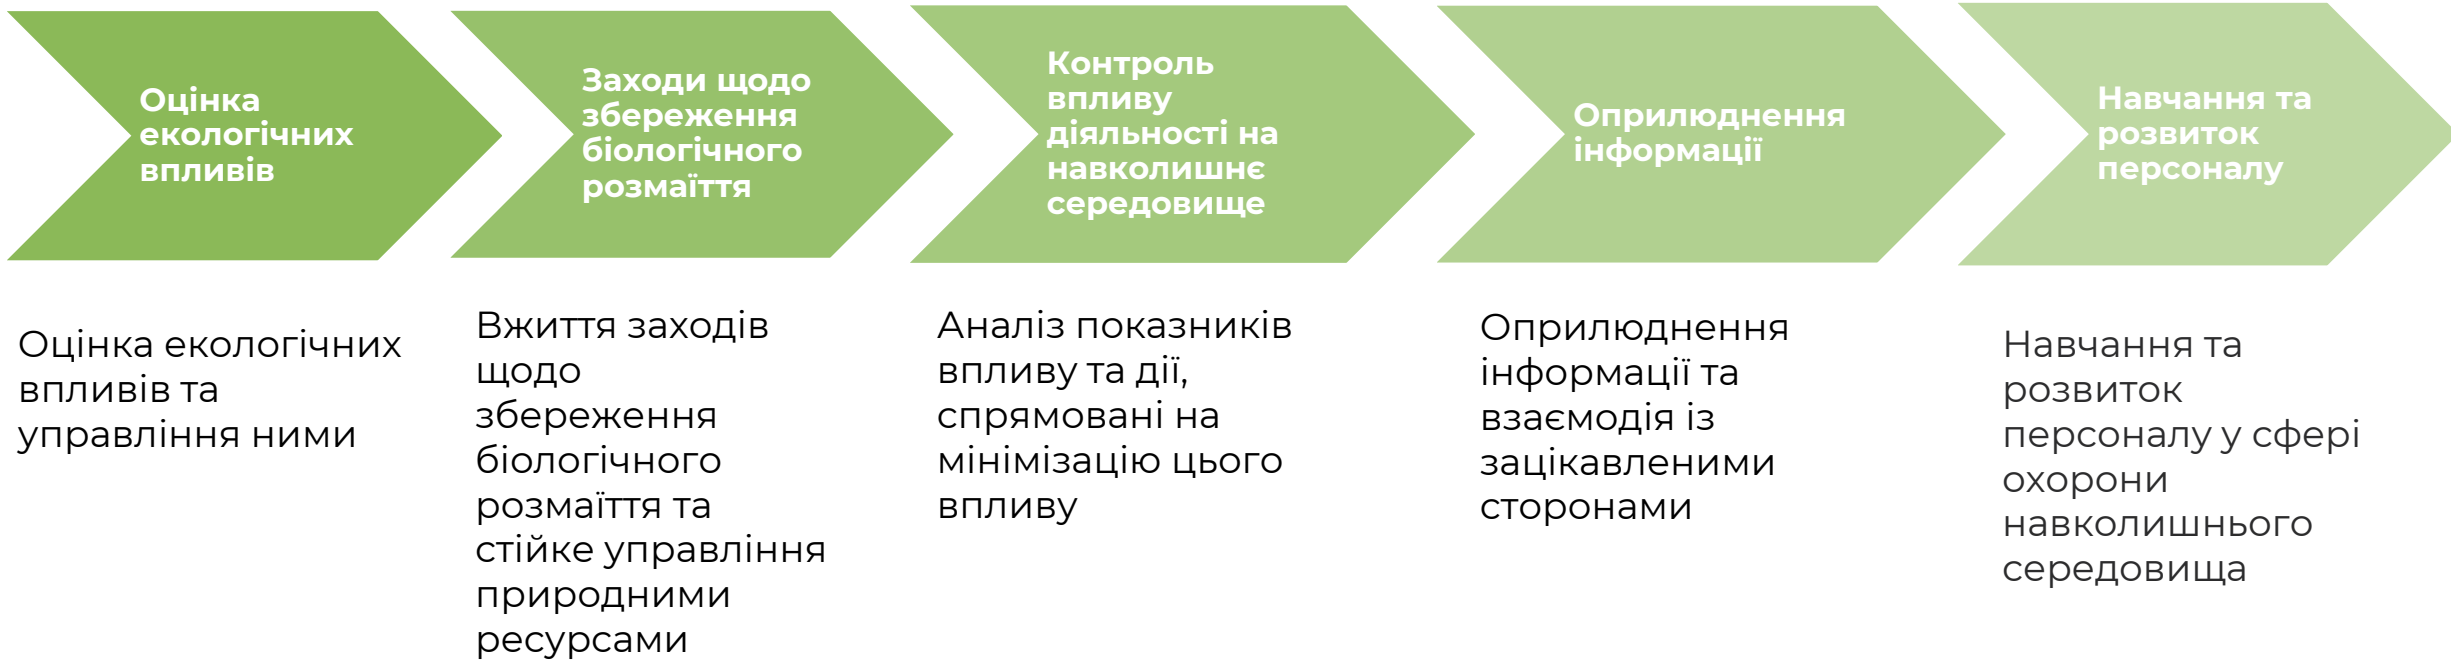 Оцінка
екологічних
впливів
Заходи щодо
збереження
біологічного
розмаїття
Контроль
впливу
діяльності на
навколишнє
середовище
Оприлюднення
інформації
Навчання та
розвиток
персоналу
Оцінка екологічних
впливів та
управління ними
Вжиття заходів
щодо
збереження
біологічного
розмаїття та
стійке управління
природними
ресурсами
Аналіз показників
впливу та дії,
спрямовані на
мінімізацію цього
впливу
Оприлюднення
інформації та
взаємодія із
зацікавленими
сторонами
Навчання та
розвиток
персоналу у сфері
охорони
навколишнього
середовища